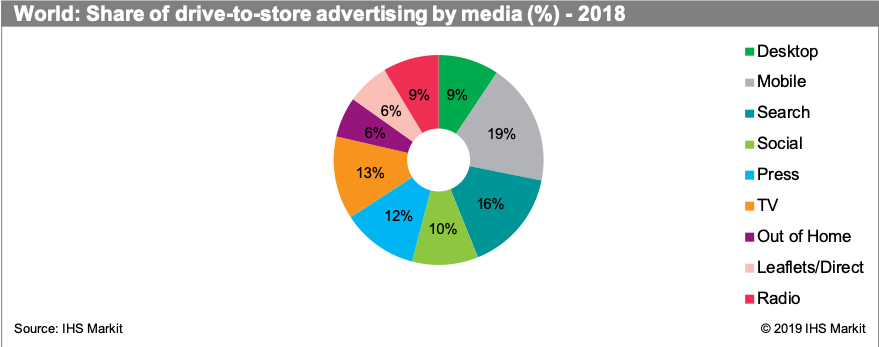 World: Share of drive-to-store advertising by media (%) - 2018
9%
9%
19%
16%
10%
12%
13%
6%
6%
Desktop
Mobile
Search
Social
Press
TV
Out of Home
Leaflets/Direct
Radio
Source: IHS Markit
© 2019 IHS Markit